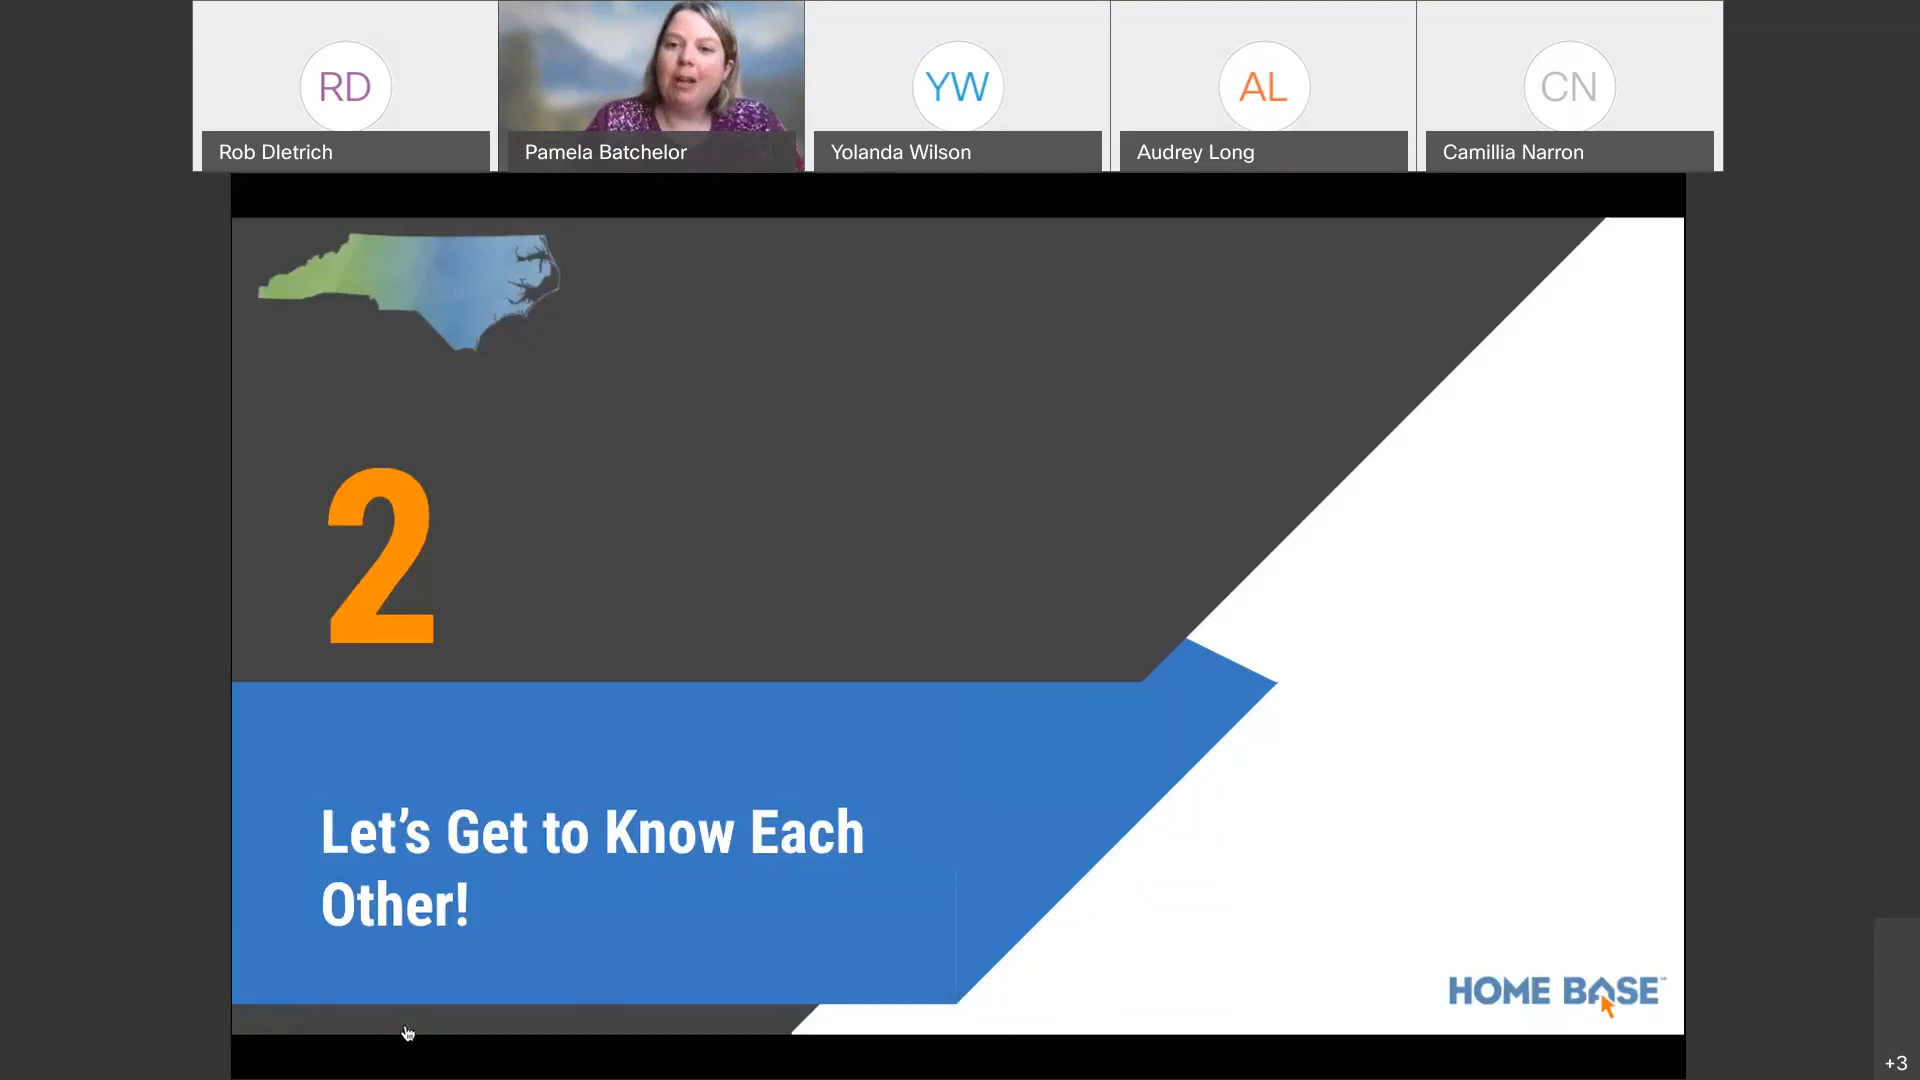 RD
YW
AL
CN
Rob Dletrich
Pamela Batchelor
Yolanda Wilson
Audrey Long
Camillia Narron
2
Let’s Get to Know Each
Other!
HOME BASE
+3